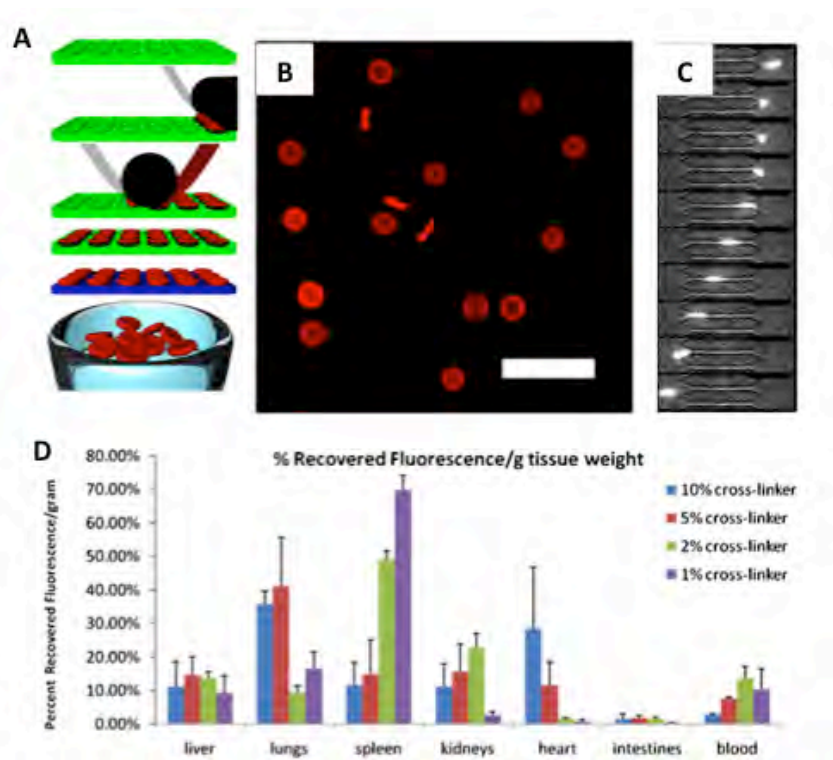 A
B
C
D
% Recovered Fluorescence/g tissue weight
Percent Recovered Fluorescence/gram
80.00%
70.00%
60.00%
50.00%
40.00%
30.00%
20.00%
10.00%
0.00%
10% cross-linker
5% cross-linker
2% cross-linker
1% cross-linker
liver lungs spleen kidneys heart intestines blood